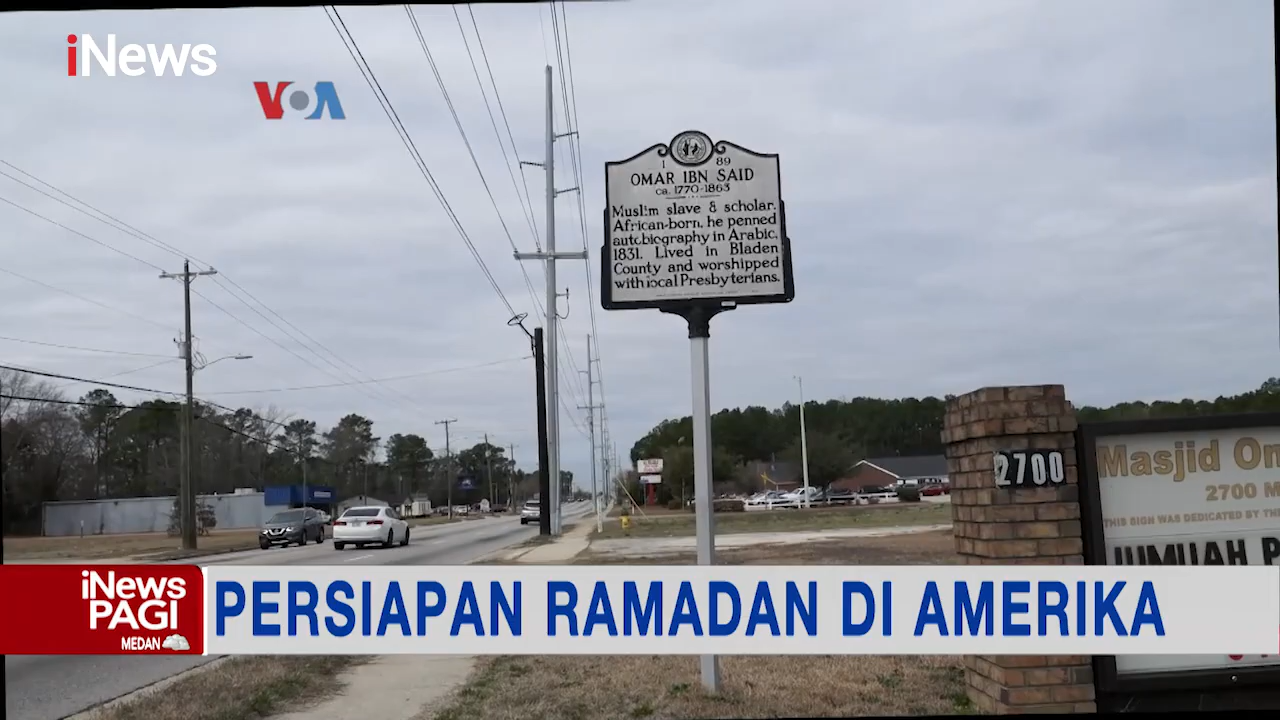 iNews
VOA
1 89
OMAR IBN SAID
ca. 1770-1863
Muslim slave & scholar.
African-born, he penned
autobiography in Arabic,
1831. Lived in Bladen
County and worshipped
with local Presbyterians.
2700
Masjid
2700
THIS SIGN WAS DEDICATED BY
JUMUAH
iNews
PAGI
MEDAN
PERSIAPAN RAMADAN DI AMERIKA